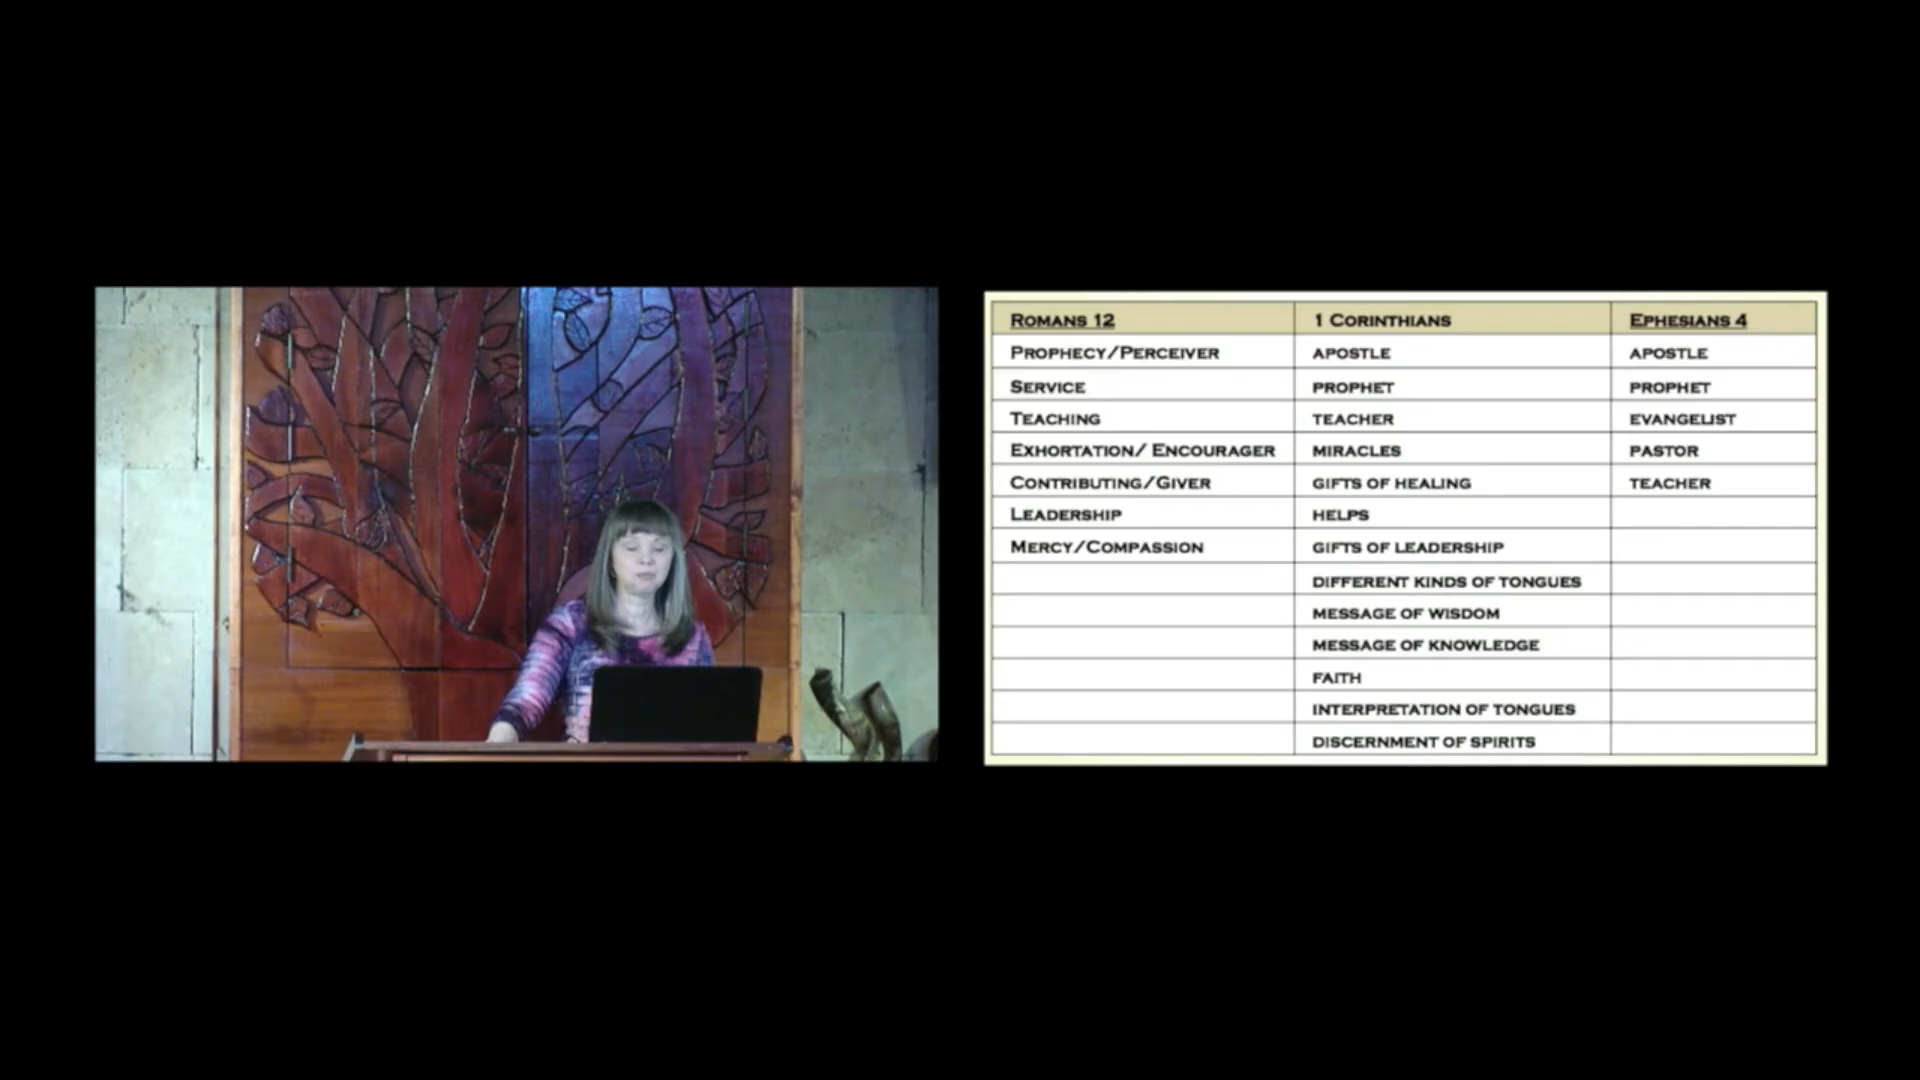 ROMANS 12 1 CORINTHIANS EPHESIANS 4
PROPHECY/PERCEIVER APOSTLE APOSTLE
SERVICE PROPHET PROPHET
TEACHING TEACHER EVANGELIST
EXHORTATION/ ENCOURAGER MIRACLES PASTOR
CONTRIBUTING/GIVER GIFTS OF HEALING TEACHER
LEADERSHIP HELPS
MERCY/COMPASSION GIFTS OF LEADERSHIP
DIFFERENT KINDS OF TONGUES
MESSAGE OF WISDOM
MESSAGE OF KNOWLEDGE
FAITH
INTERPRETATION OF TONGUES
DISCERNMENT OF SPIRITS